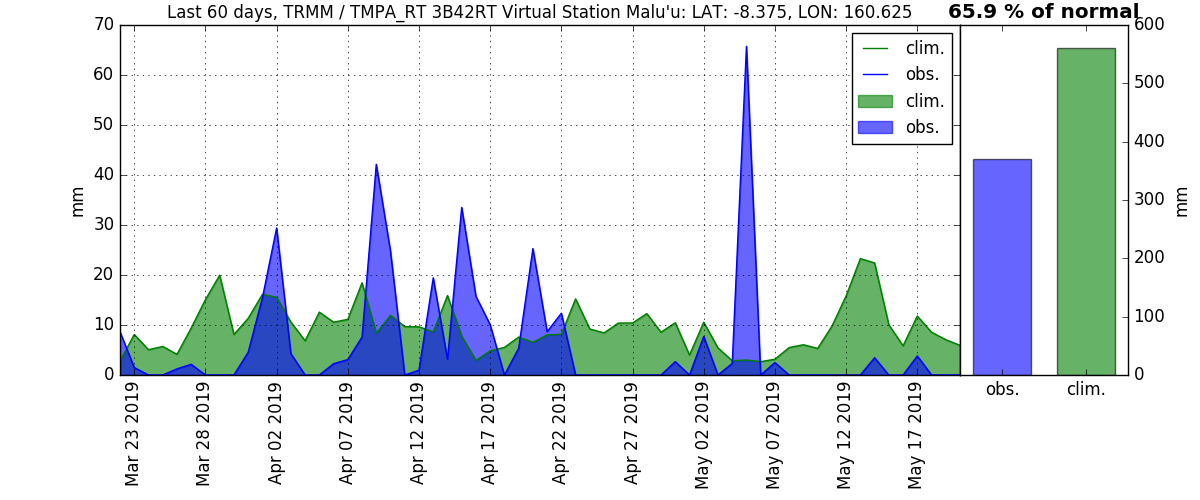 Last 60 days, TRMM / TMPA_RT 3B42RT Virtual Station Malu'u: LAT: -8.375, LON: 160.625
65.9 % of normal
70
60
50
40
30
20
10
0
mm
clim.
obs.
clim.
obs.
Mar 23 2019
Mar 28 2019
Apr 02 2019
Apr 07 2019
Apr 12 2019
Apr 17 2019
Apr 22 2019
Apr 27 2019
May 02 2019
May 07 2019
May 12 2019
May 17 2019
600
500
400
300
200
100
0
mm
obs.
clim.